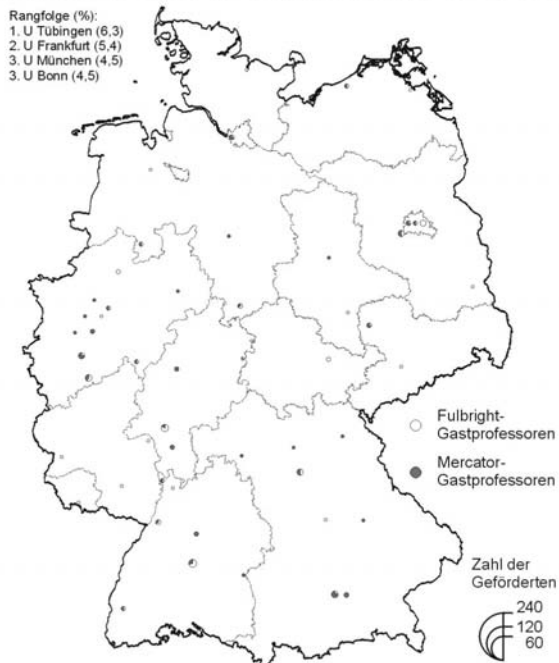 Rangfolge (%):
1. U Tübingen (6,3)
2. U Frankfurt (5,4)
3. U München (4,5)
3. U Bonn (4,5)
Fulbright-
Gastprofessoren
Mercator-
Gastprofessoren
Zahl der
Geförderten
240
120
60